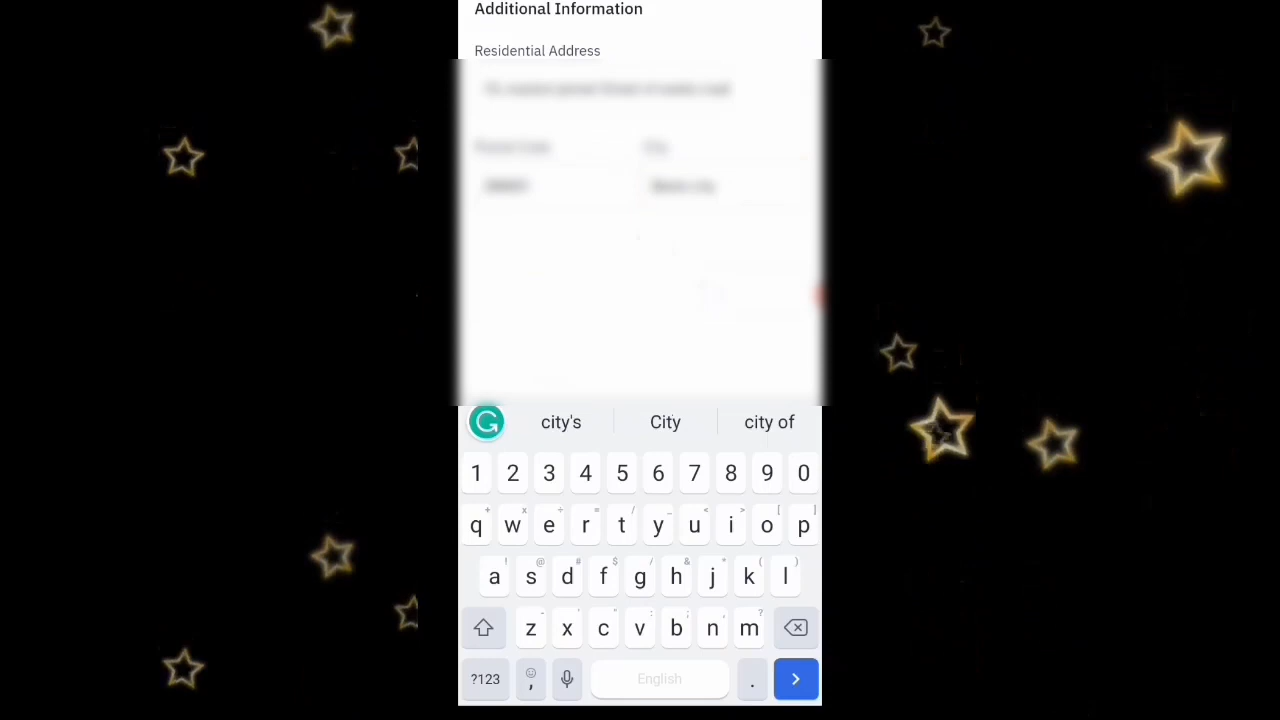 Additional Information
Residential Address
city's City city of
1 2 3 4 5 6 7 8 9 0
q w e r t y u i o p
a s d f g h j k l
z x c v b n m
?123 , English .